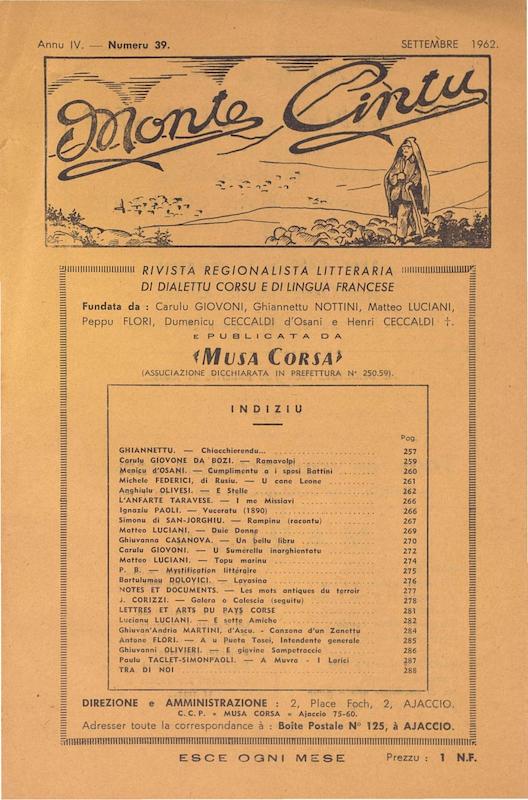 Annu IV. — Numeru 39.
SETTEMBRE 1962.
Monte Cintu
RIVISTA REGIONALISTA LITTERARIA
DI DIALETTU CORSU E DI LINGUA FRANCESE
Fundata da : Carulu GIOVONI, Ghiannettu NOTTINI, Matteo LUCIANI,
Peppu FLORI, Dumenicu CECCALDI d'Osani e Henri CECCALDI †.
E PUBLICATA DA
«MUSA CORSA»
(ASSUCIAZIONE DICCHIARATA IN PREFETTURA N° 250.59).
INDIZIU
Pag.
GHIANNETTU. — Chiacchierendu... 257
Carulu GIOVONE DA BOZI. — Ramavolpi 259
Menicu d'OSANI. — Cumplimentu a i sposi Battini 260
Michele FEDERICI, di Rusiu. — U cane Leone 261
Anghiulu OLIVESI. — E Stelle 262
L'ANFARTE TARAVESE. — I me Missiavi 266
Ignaziu PAOLI. — Vuceratu (1890) 266
Simonu di SAN-JORGHIU. — Rampinu (racontu) 267
Matteo LUCIANI. — Duie Donne 269
Ghiuvanna CASANOVA. — Un bellu libru 270
Carulu GIOVONI. — U Sumerellu inarghientatu 272
Matteo LUCIANI. — Topu marinu 274
P. B. — Mystification littéraire 275
Bartulumeu DOLOVICI. — Lavasina 276
NOTES ET DOCUMENTS. — Les mots antiques du terroir 277
J. CORIZZI. — Galera o Calescia (seguitu) 278
LETTRES ET ARTS DU PAYS CORSE 281
Lucianu LUCIANI. — E sette Amiche 282
Ghiuvan'Andria MARTINI, d'Ascu. - Canzona d'un Zanettu 284
Antone FLORI. — A u Pueta Tosei, Intendente generale 285
Ghiuvanni OLIVIERI. — E giovine Sampetraccie 286
Paulu TACLET-SIMONPAOLI. — A Muvra - I Larici 287
TRA DI NOI 288
DIREZIONE e AMMINISTRAZIONE : 2, Place Foch, 2, AJACCIO.
C.C.P. « MUSA CORSA » Ajaccio 75-60.
Adresser toute la correspondance à : Boîte Postale N° 125, à AJACCIO.
ESCE OGNI MESE
Prezzu : 1 N.F.